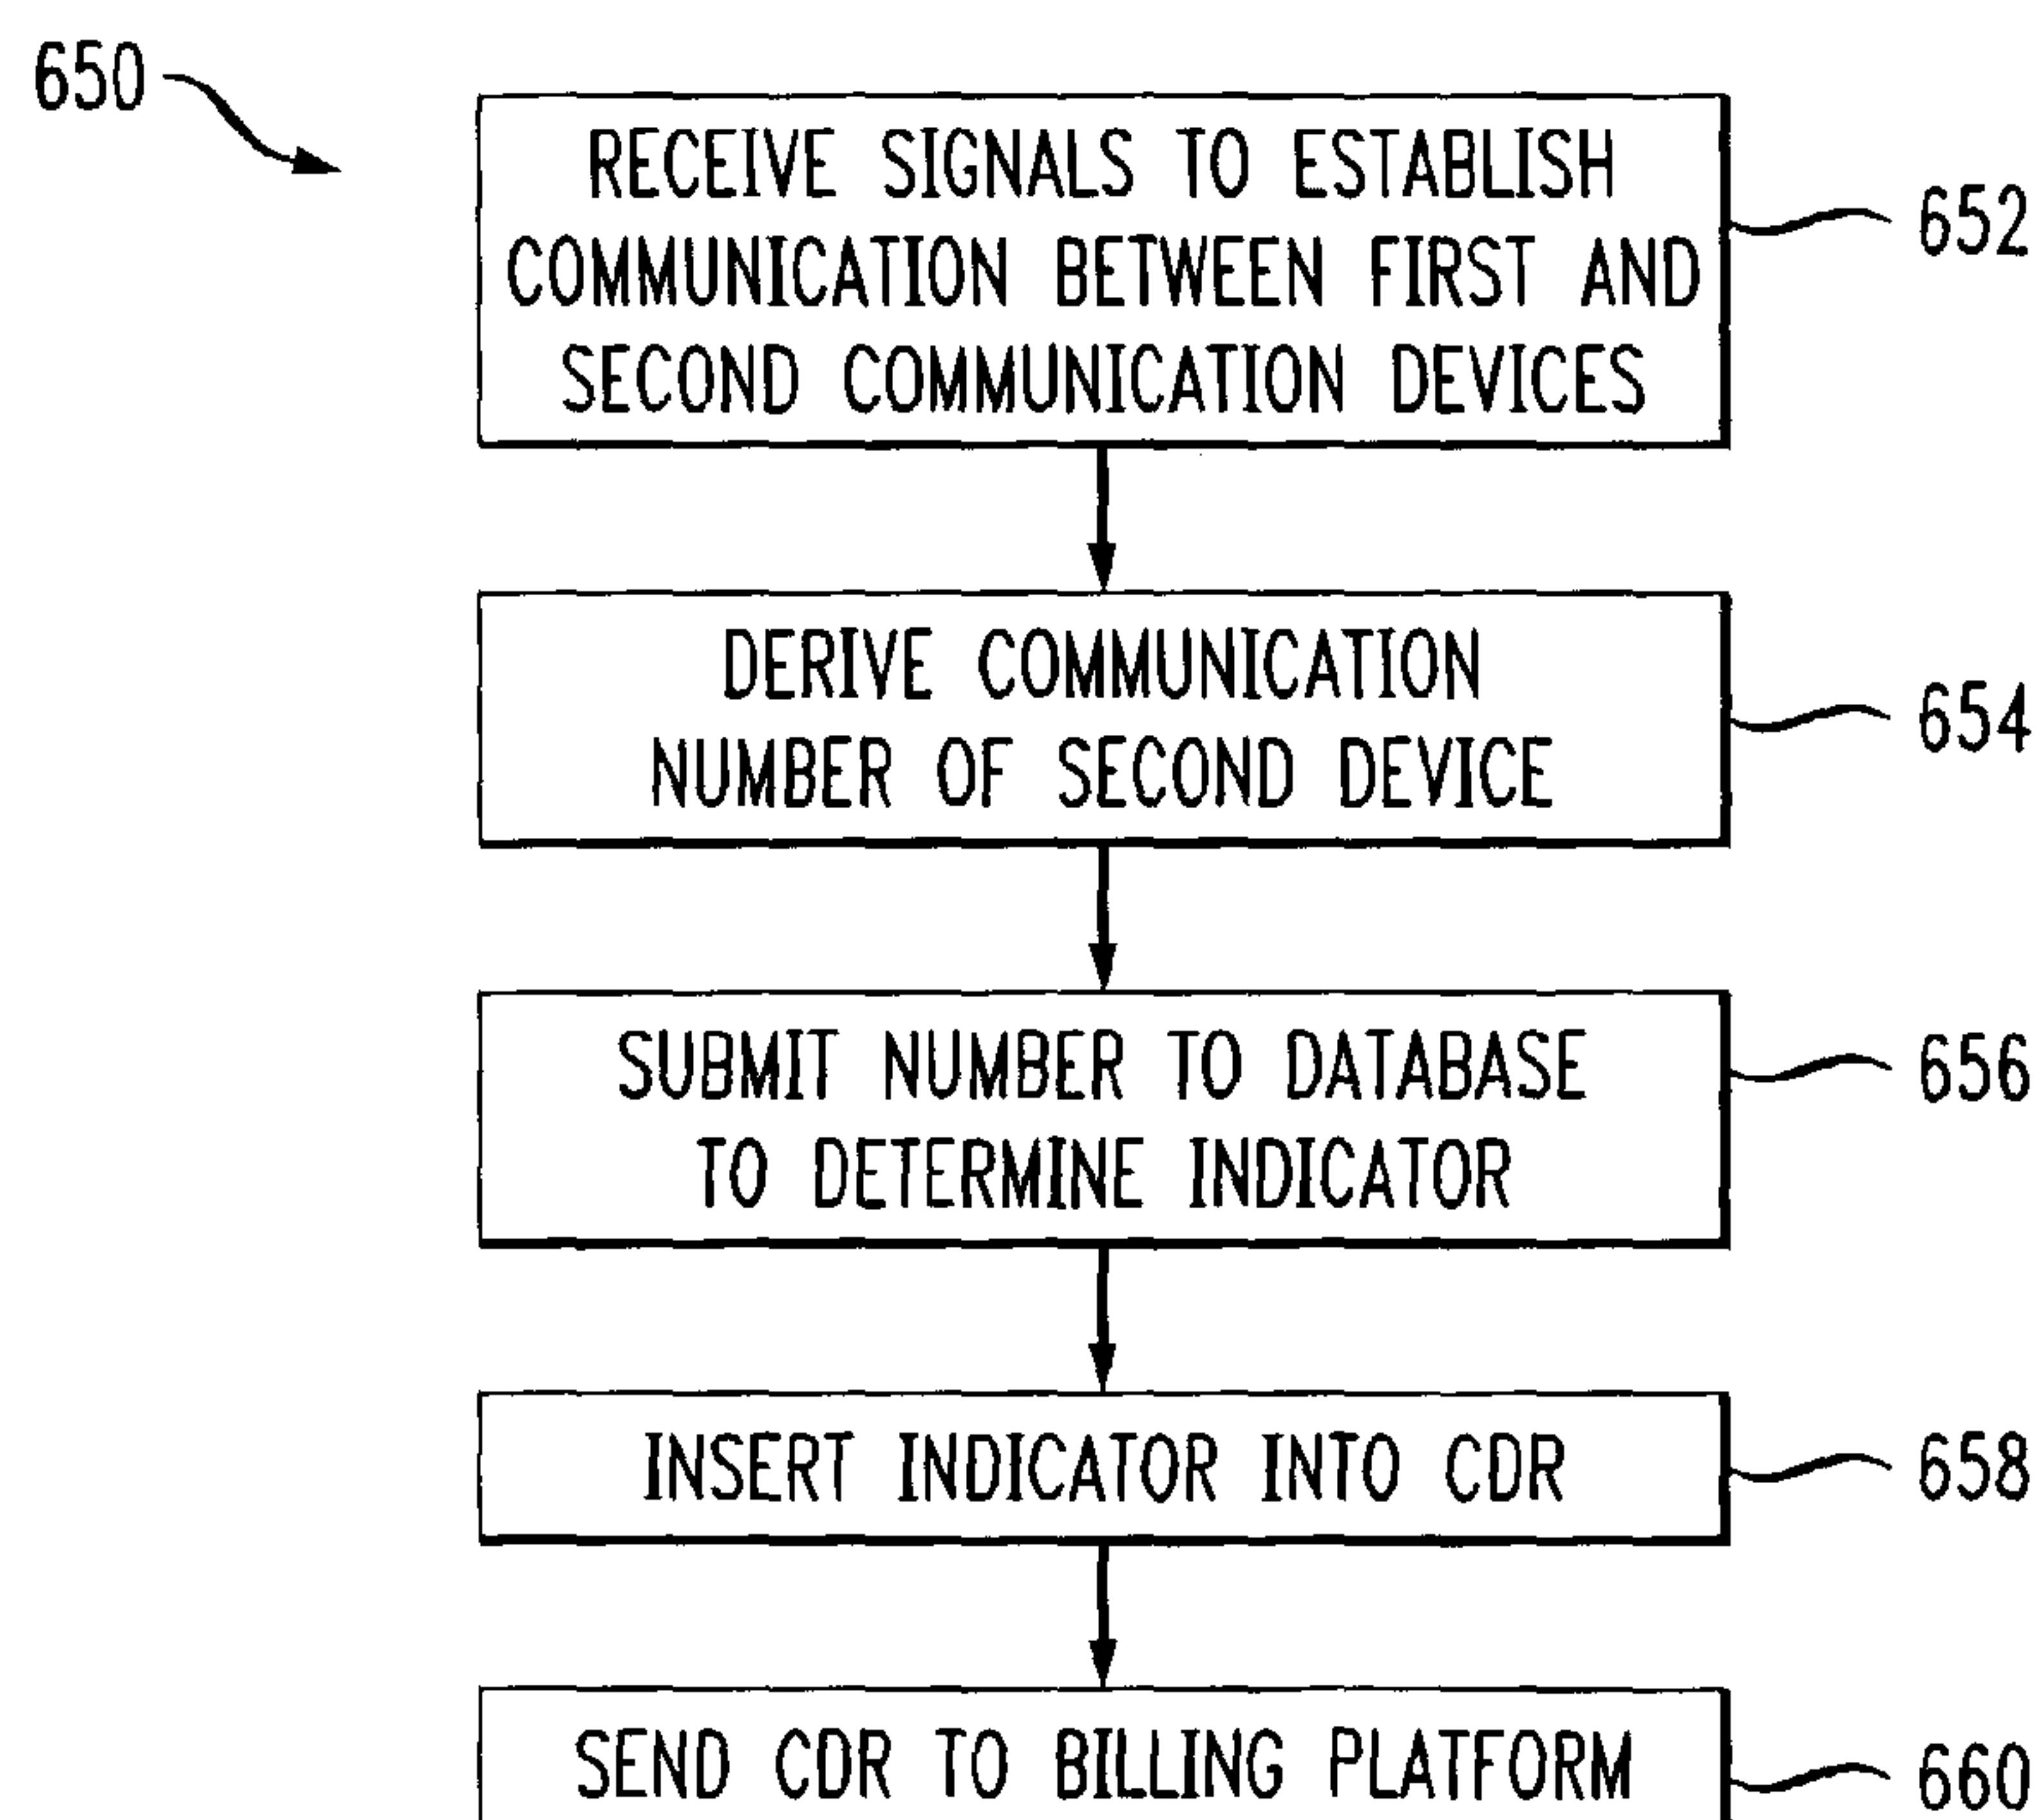 650
RECEIVE SIGNALS TO ESTABLISH
COMMUNICATION BETWEEN FIRST AND
SECOND COMMUNICATION DEVICES
652
DERIVE COMMUNICATION
NUMBER OF SECOND DEVICE
654
SUBMIT NUMBER TO DATABASE
TO DETERMINE INDICATOR
656
INSERT INDICATOR INTO CDR
658
SEND CDR TO BILLING PLATFORM
660